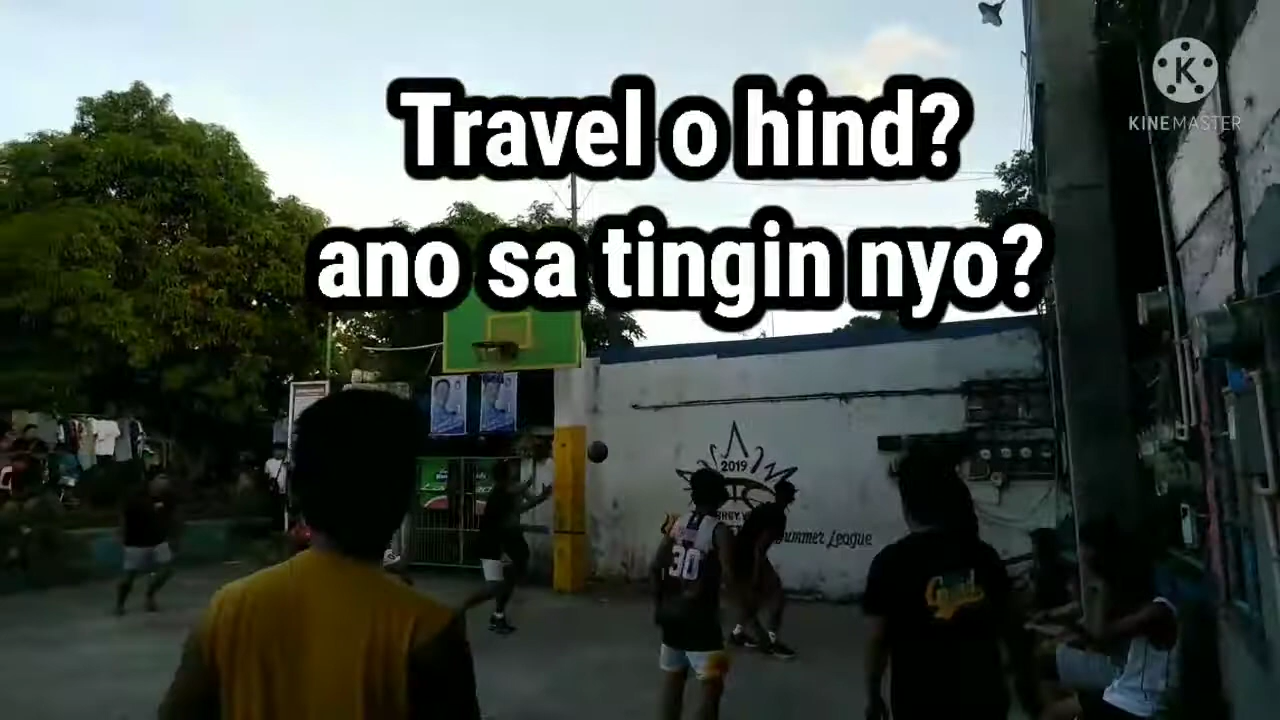 Travel o hind?
ano sa tingin nyo?
K
KINEMASTER
2019
Summer League
30